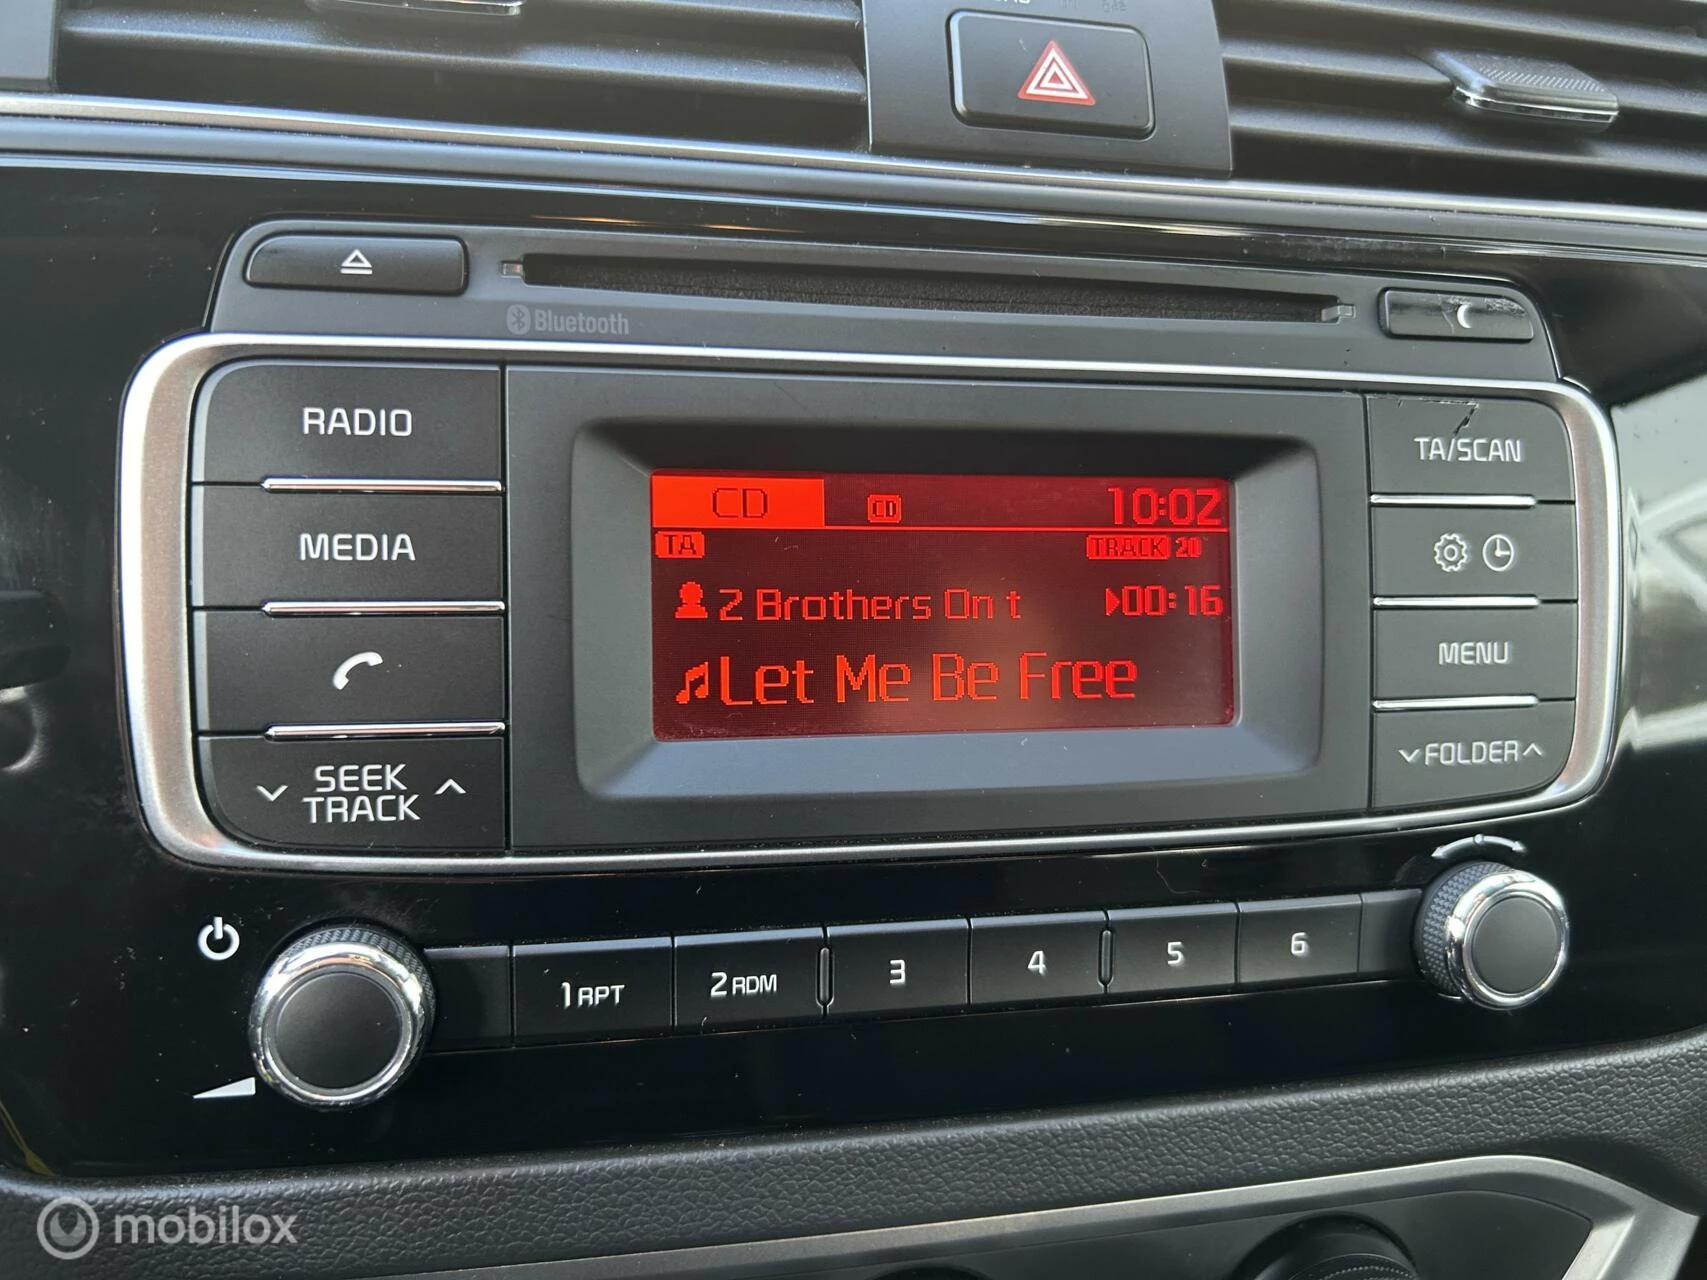 Bluetooth
RADIO
MEDIA
SEEK
TRACK
CD
CD
10:02
TA
TRACK 20
2 Brothers On t
00:16
Let Me Be Free
TA/SCAN
MENU
FOLDER
1 RPT
2 RDM
3
4
5
6
mobilox